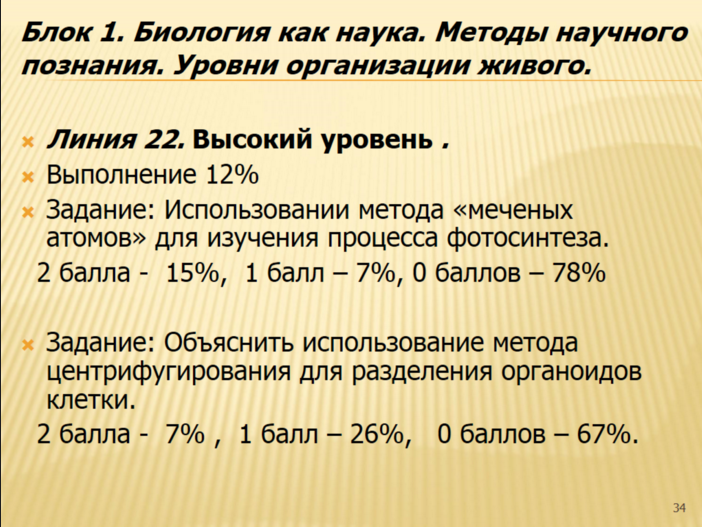 Блок 1. Биология как наука. Методы научного
познания. Уровни организации живого.
Линия 22. Высокий уровень .
Выполнение 12%
Задание: Использовании метода «меченых
атомов» для изучения процесса фотосинтеза.
2 балла - 15%, 1 балл – 7%, 0 баллов – 78%
Задание: Объяснить использование метода
центрифугирования для разделения органоидов
клетки.
2 балла - 7% , 1 балл – 26%, 0 баллов – 67%.
34